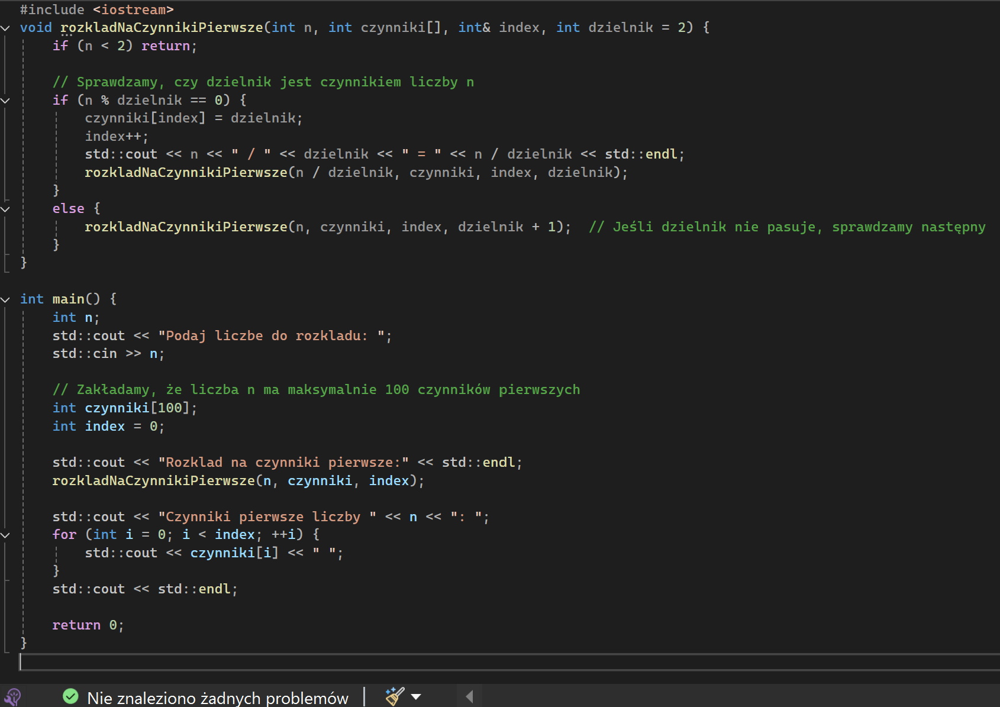 #include <iostream>
void rozkladNaCzynnikiPierwsze(int n, int czynniki[], int& index, int dzielnik = 2) {
    if (n < 2) return;

    // Sprawdzamy, czy dzielnik jest czynnikiem liczby n
    if (n % dzielnik == 0) {
        czynniki[index] = dzielnik;
        index++;
        std::cout << n << " / " << dzielnik << " = " << n / dzielnik << std::endl;
        rozkladNaCzynnikiPierwsze(n / dzielnik, czynniki, index, dzielnik);
    }
    else {
        rozkladNaCzynnikiPierwsze(n, czynniki, index, dzielnik + 1);  // Jeśli dzielnik nie pasuje, sprawdzamy następny
    }
}

int main() {
    int n;
    std::cout << "Podaj liczbe do rozkladu: ";
    std::cin >> n;

    // Zakładamy, że liczba n ma maksymalnie 100 czynników pierwszych
    int czynniki[100];
    int index = 0;

    std::cout << "Rozklad na czynniki pierwsze:" << std::endl;
    rozkladNaCzynnikiPierwsze(n, czynniki, index);

    std::cout << "Czynniki pierwsze liczby " << n << ": ";
    for (int i = 0; i < index; ++i) {
        std::cout << czynniki[i] << " ";
    }
    std::cout << std::endl;

    return 0;
}
Nie znaleziono żadnych problemów